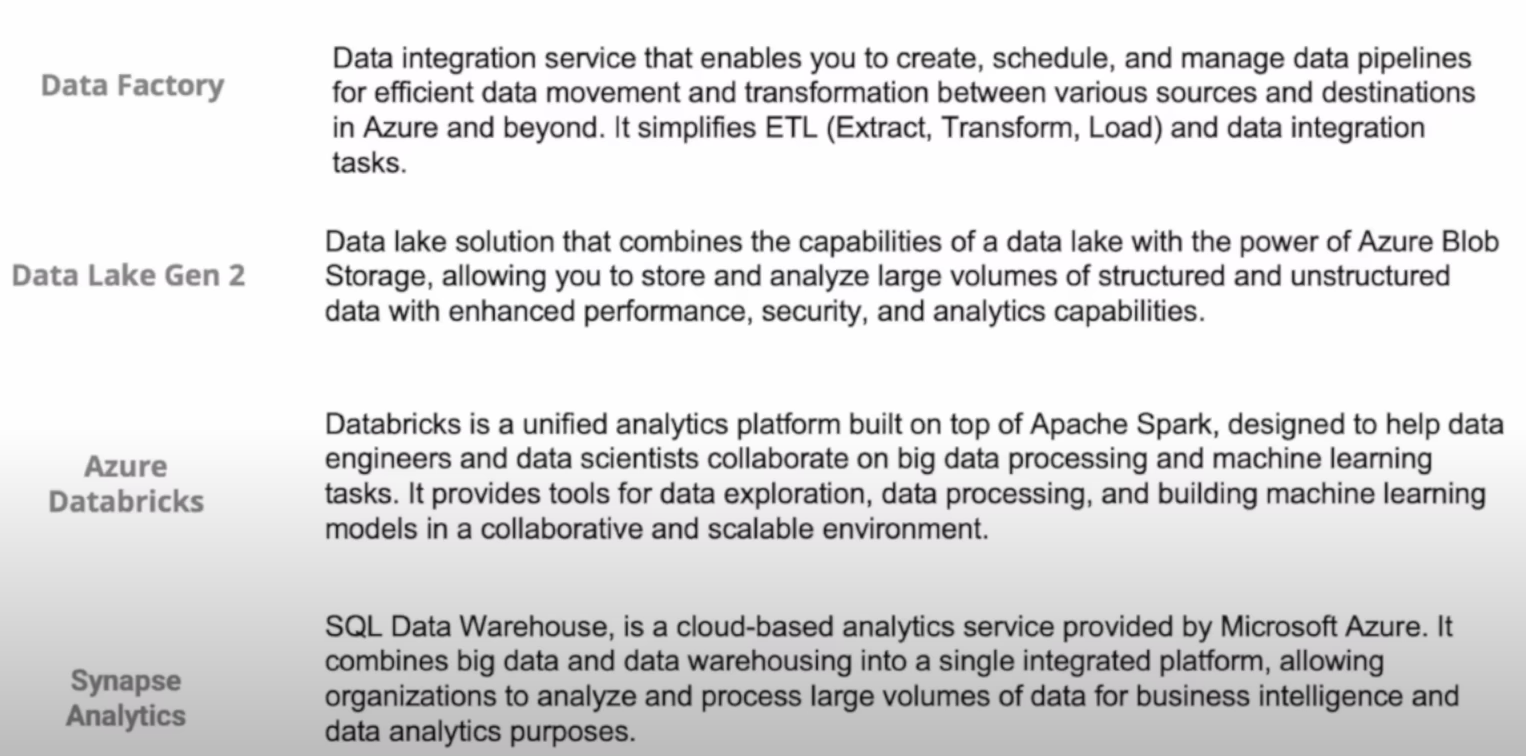 Data Factory
Data integration service that enables you to create, schedule, and manage data pipelines
for efficient data movement and transformation between various sources and destinations
in Azure and beyond. It simplifies ETL (Extract, Transform, Load) and data integration
tasks.
Data Lake Gen 2
Data lake solution that combines the capabilities of a data lake with the power of Azure Blob
Storage, allowing you to store and analyze large volumes of structured and unstructured
data with enhanced performance, security, and analytics capabilities.
Azure
Databricks
Databricks is a unified analytics platform built on top of Apache Spark, designed to help data
engineers and data scientists collaborate on big data processing and machine learning
tasks. It provides tools for data exploration, data processing, and building machine learning
models in a collaborative and scalable environment.
Synapse
Analytics
SQL Data Warehouse, is a cloud-based analytics service provided by Microsoft Azure. It
combines big data and data warehousing into a single integrated platform, allowing
organizations to analyze and process large volumes of data for business intelligence and
data analytics purposes.